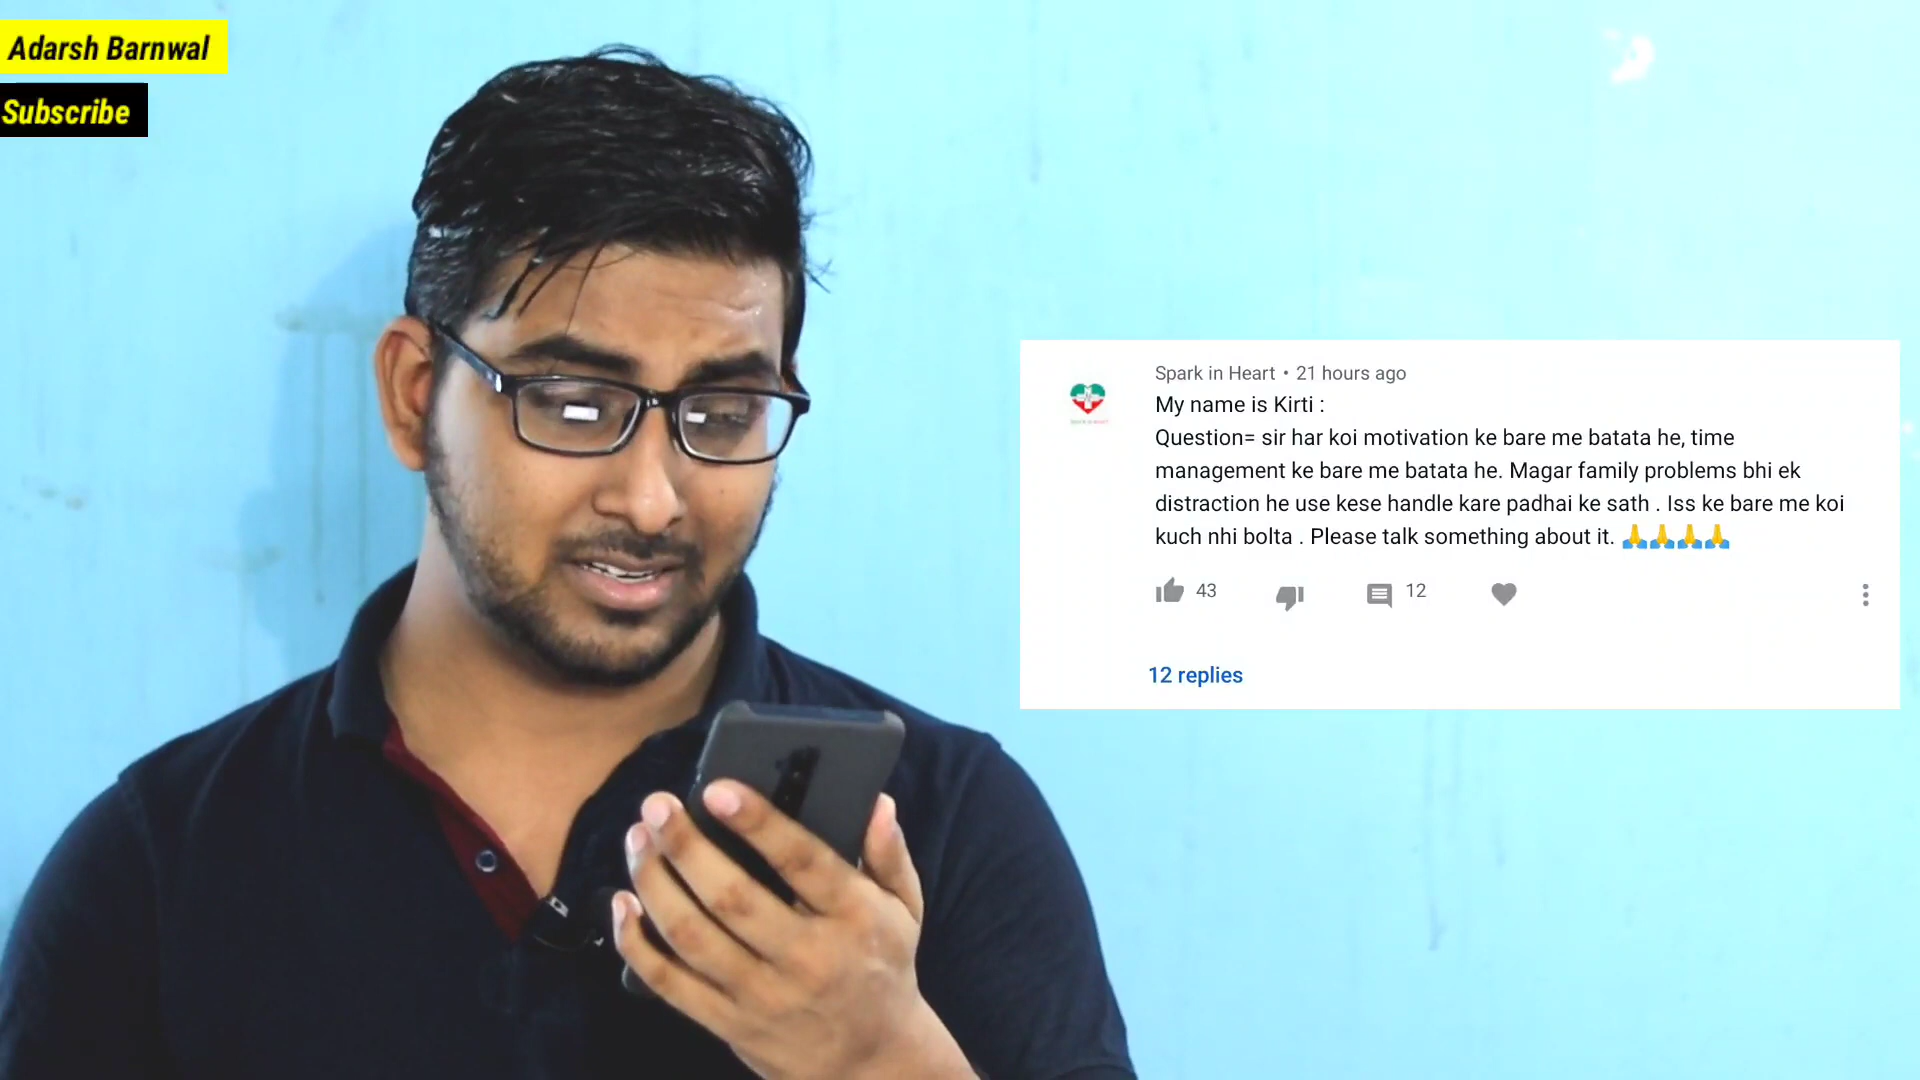 Adarsh Barnwal
Subscribe
Spark in Heart • 21 hours ago
My name is Kirti :
Question= sir har koi motivation ke bare me batata he, time
management ke bare me batata he. Magar family problems bhi ek
distraction he use kese handle kare padhai ke sath . Iss ke bare me koi
kuch nhi bolta . Please talk something about it. 🙏🙏🙏🙏
43
12
12 replies